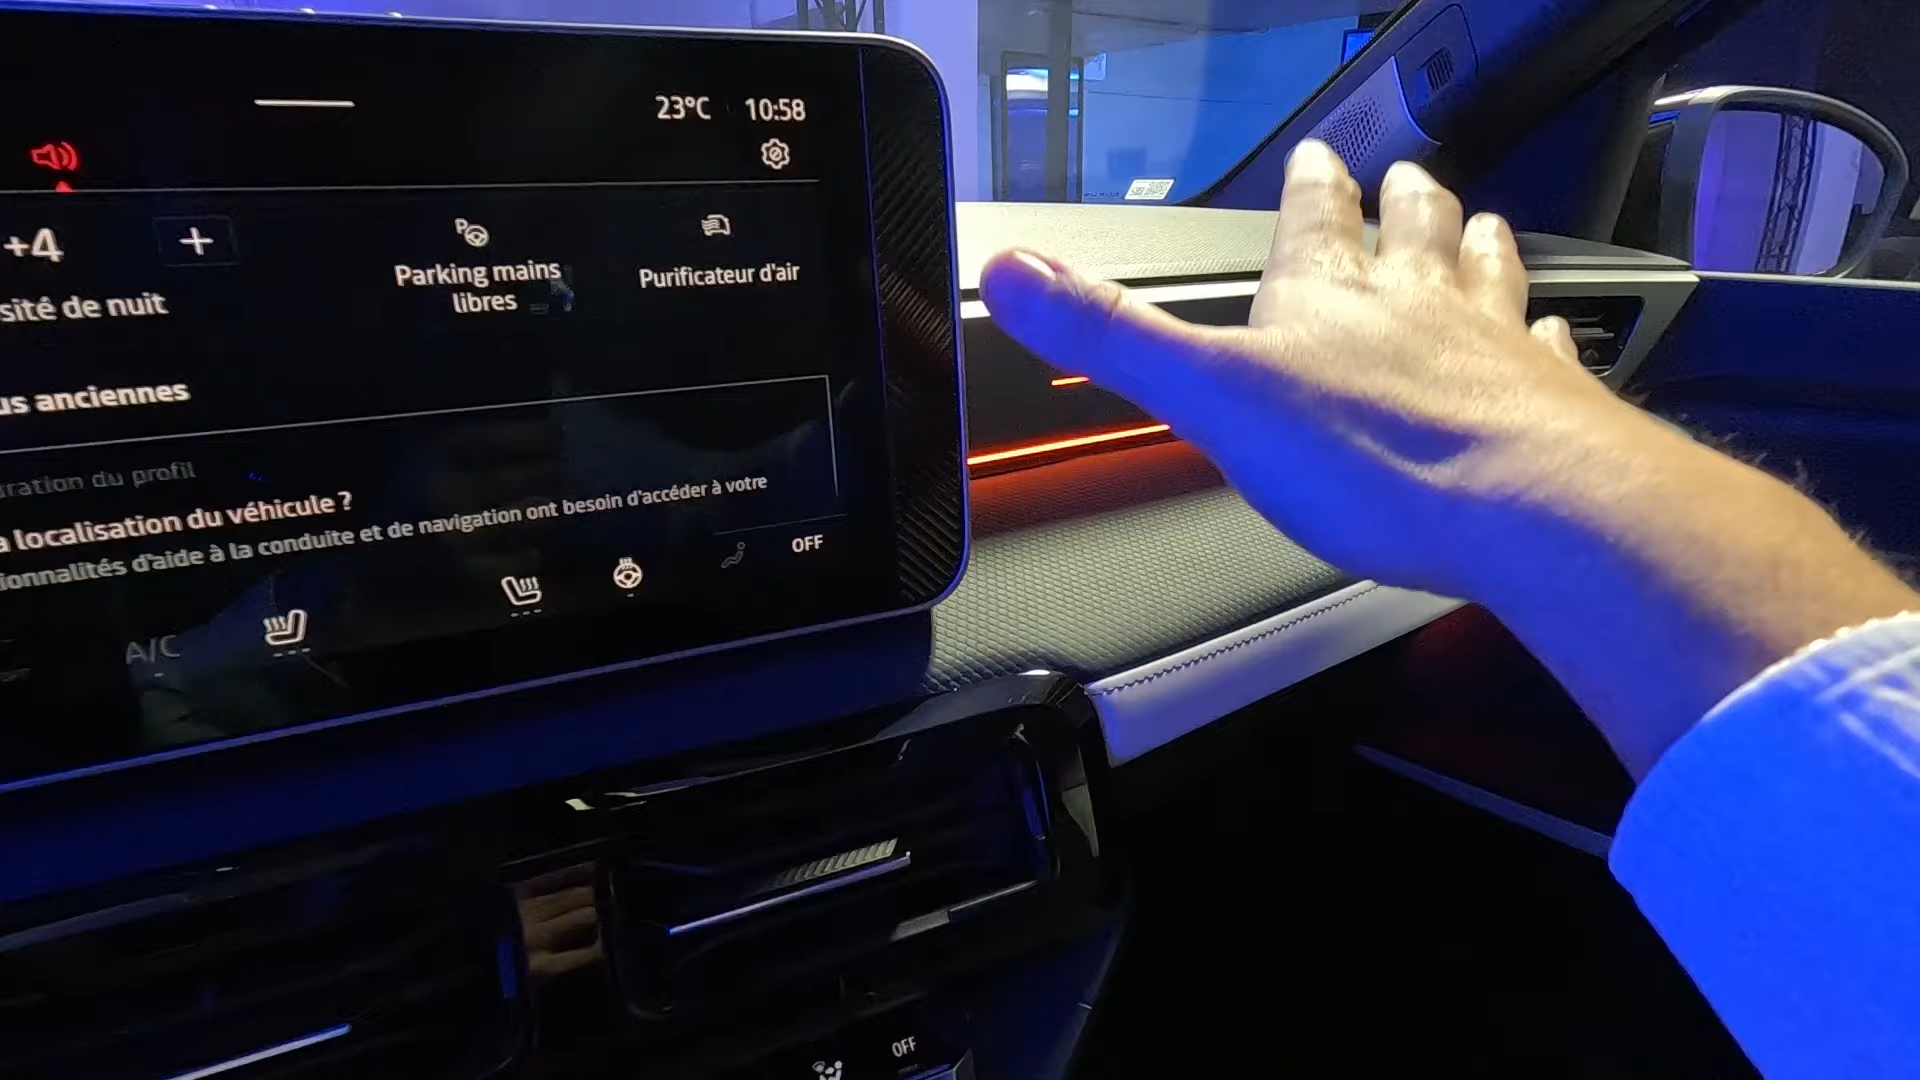 23°C 10:58
+4 +
Parking mains
libres
Purificateur d'air
sité de nuit
us anciennes
ration du profil
a localisation du véhicule ?
ionnalités d'aide à la conduite et de navigation ont besoin d'accéder à votre
A/C OFF
OFF